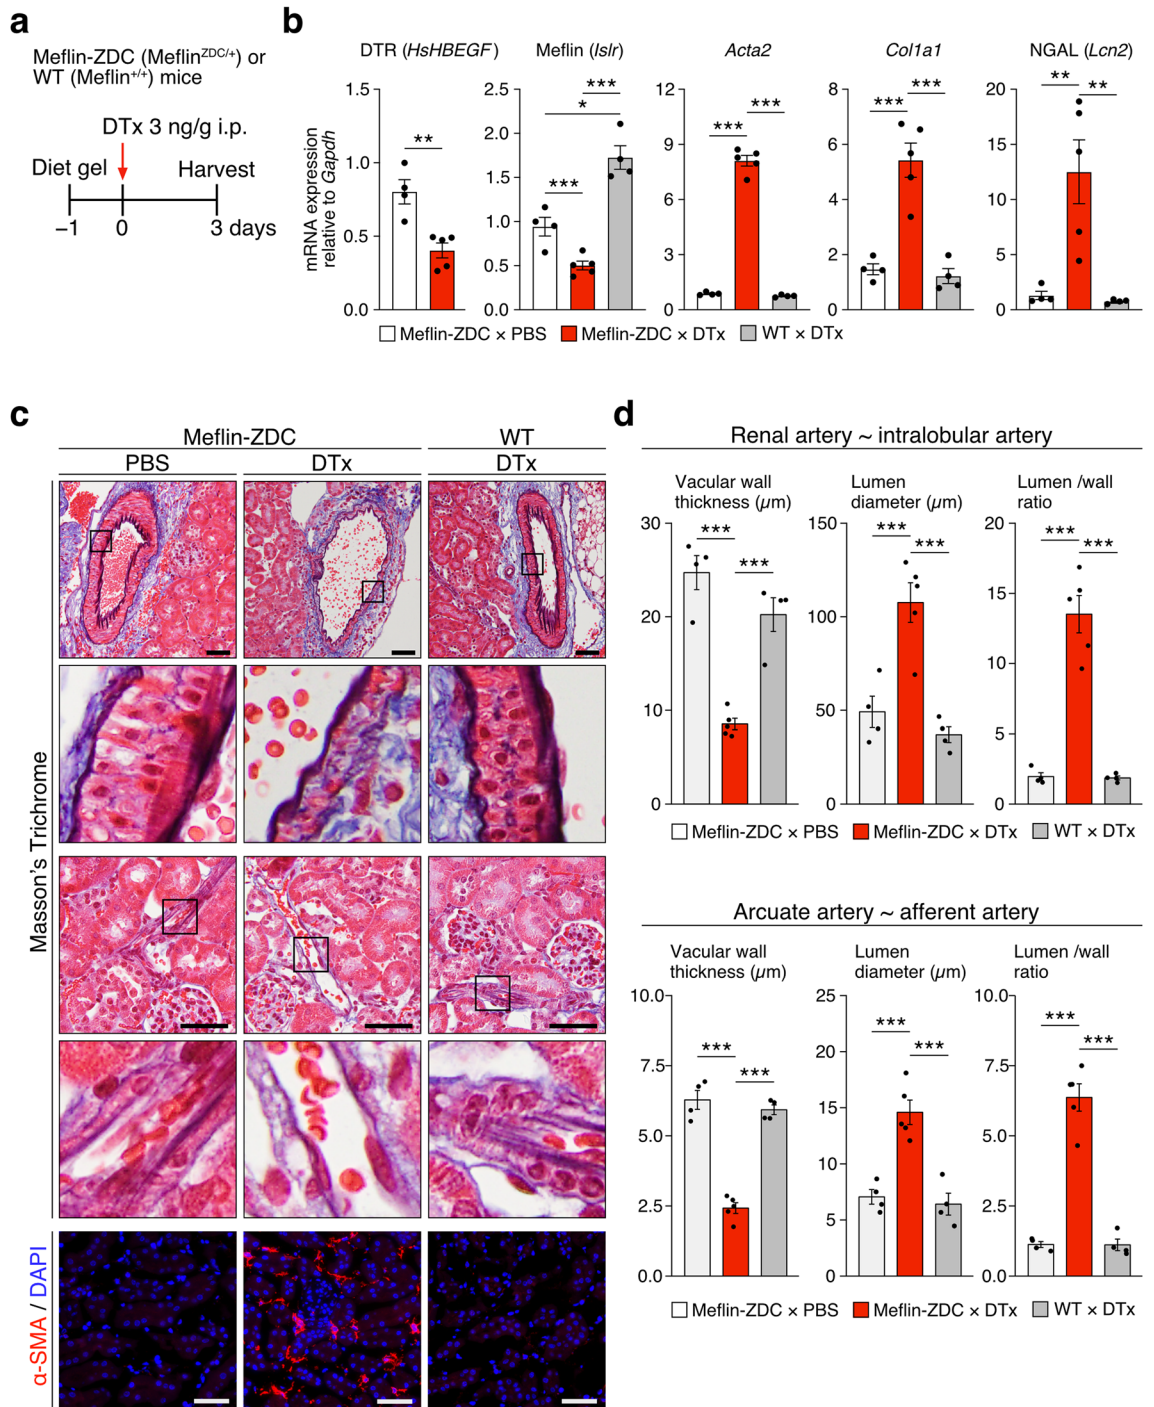 a
Meflin-ZDC (Meflin^ZDC/+) or
WT (Meflin^+/+) mice
DTx 3 ng/g i.p.
Diet gel
Harvest
−1
0
3 days
b
DTR (HsHBEGF)
Meflin (Islr)
Acta2
Col1a1
NGAL (Lcn2)
mRNA expression
relative to Gapdh
1.5
1.0
0.5
0.0
**
2.5
2.0
1.5
1.0
0.5
0.0
***
*
***
12
9
6
3
0
***
***
8
6
4
2
0
***
***
20
15
10
5
0
**
**
Meflin-ZDC × PBS
Meflin-ZDC × DTx
WT × DTx
c
Meflin-ZDC
WT
PBS
DTx
DTx
Masson's Trichrome
α-SMA / DAPI
d
Renal artery ~ intralobular artery
Vacular wall
thickness (µm)
30
20
10
0
***
***
Lumen
diameter (µm)
150
100
50
0
***
***
Lumen /wall
ratio
20
15
10
5
0
***
***
Meflin-ZDC × PBS
Meflin-ZDC × DTx
WT × DTx
Arcuate artery ~ afferent artery
Vacular wall
thickness (µm)
10.0
7.5
5.0
2.5
0.0
***
***
Lumen
diameter (µm)
25
20
15
10
5
0
***
***
Lumen /wall
ratio
10.0
7.5
5.0
2.5
0.0
***
***
Meflin-ZDC × PBS
Meflin-ZDC × DTx
WT × DTx